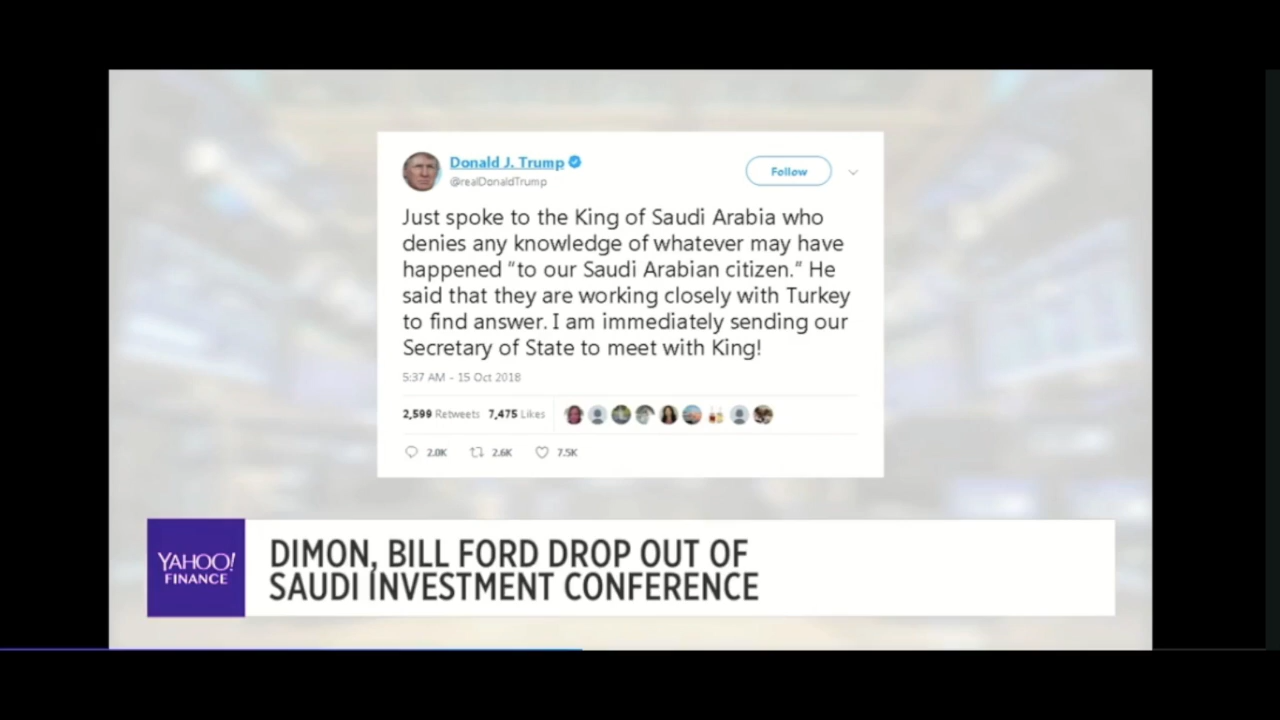 Donald J. Trump
@realDonaldTrump
Follow
Just spoke to the King of Saudi Arabia who
denies any knowledge of whatever may have
happened “to our Saudi Arabian citizen.” He
said that they are working closely with Turkey
to find answer. I am immediately sending our
Secretary of State to meet with King!
5:37 AM - 15 Oct 2018
2,599 Retweets 7,475 Likes
2.0K 2.6K 7.5K
YAHOO!
FINANCE
DIMON, BILL FORD DROP OUT OF
SAUDI INVESTMENT CONFERENCE